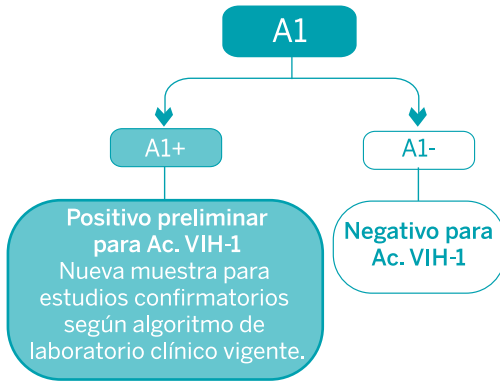 A1
A1+
A1-
Positivo preliminar
para Ac. VIH-1
Nueva muestra para
estudios confirmatorios
según algoritmo de
laboratorio clínico vigente.
Negativo para
Ac. VIH-1